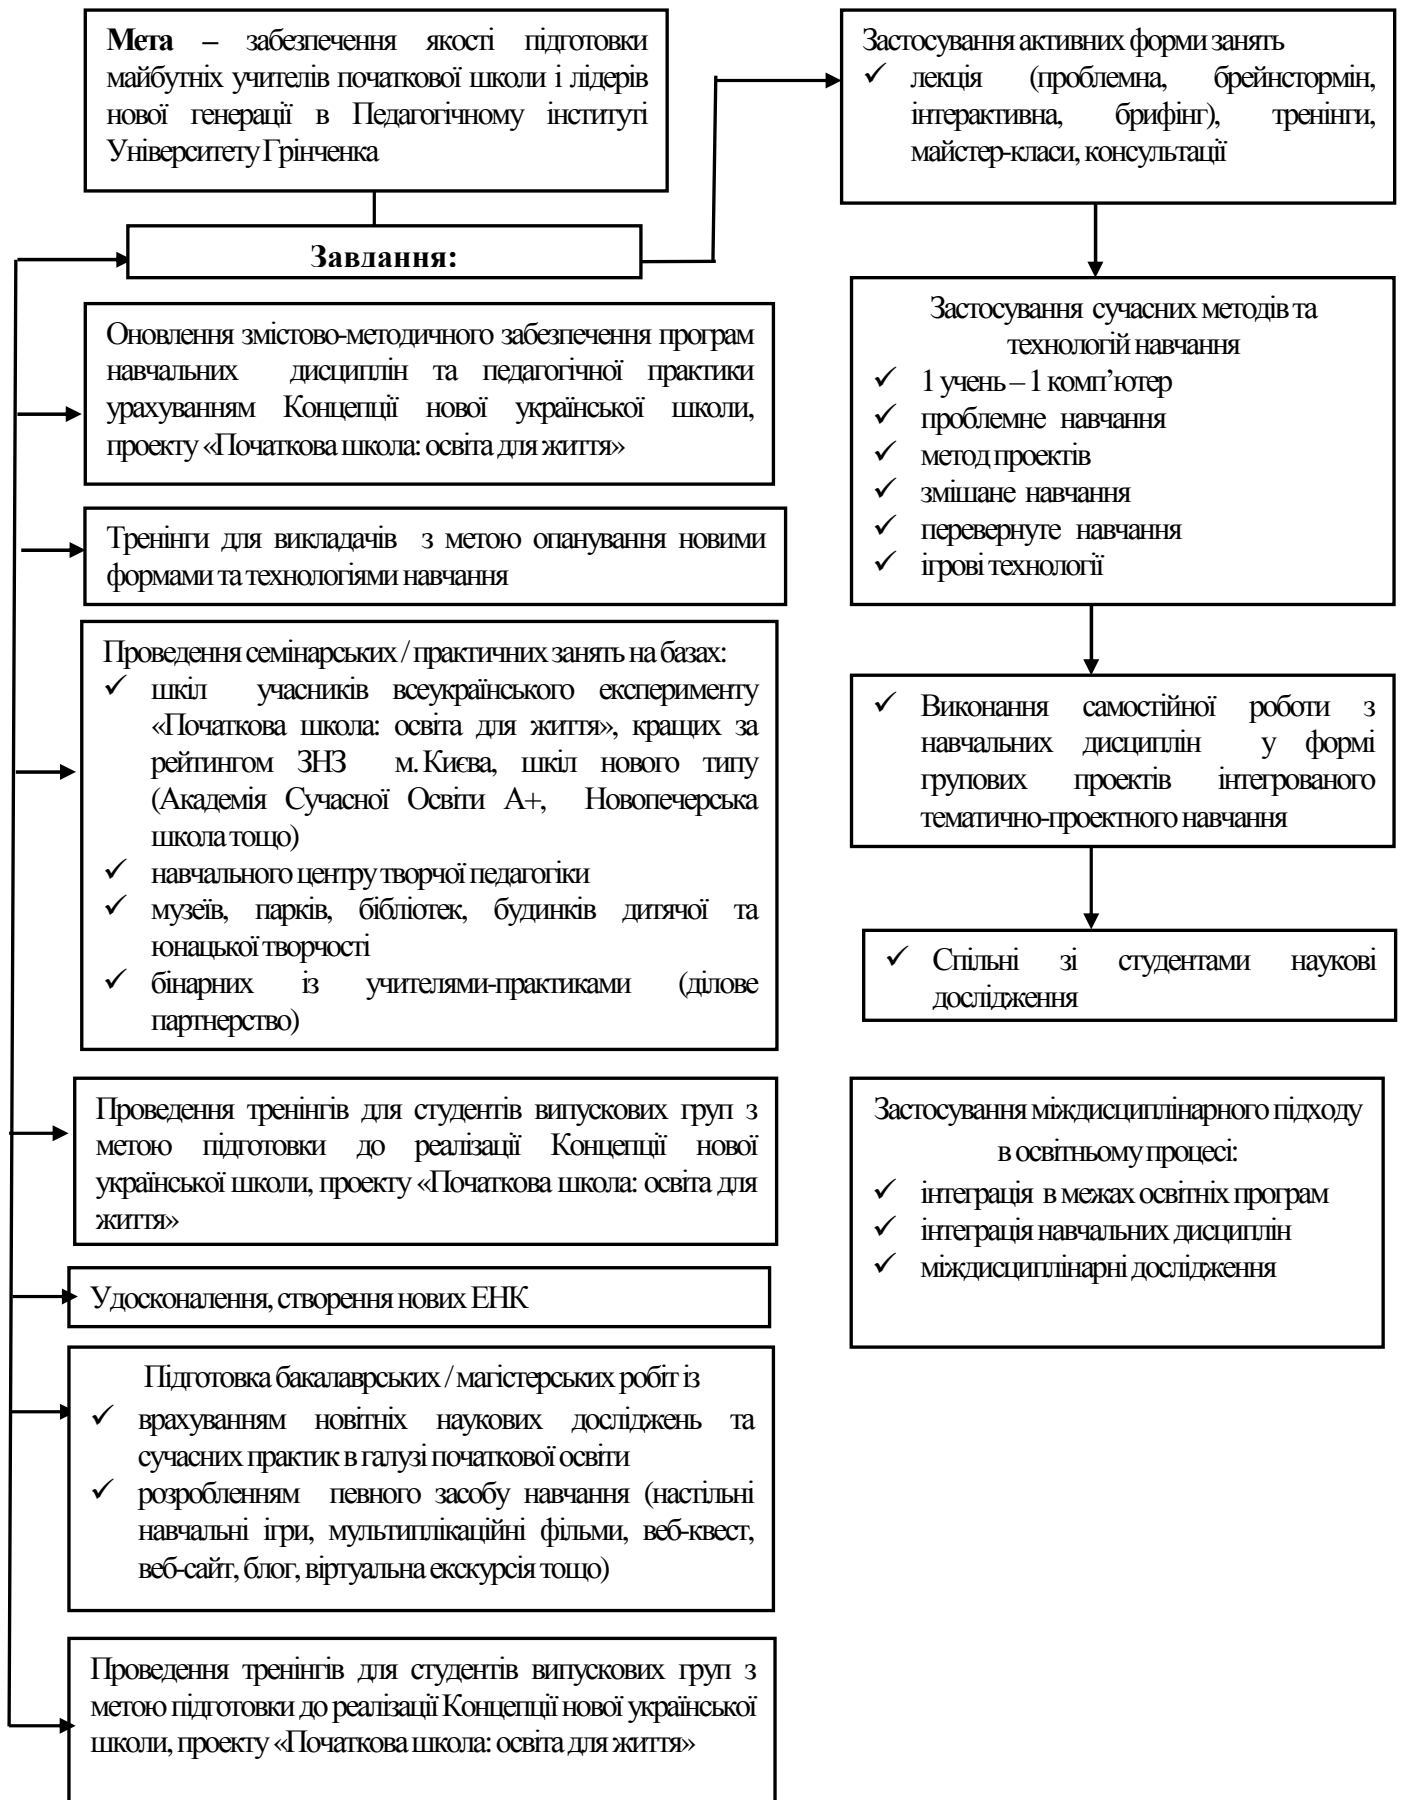 Мета – забезпечення якості підготовки
майбутніх учителів початкової школи і лідерів
нової генерації в Педагогічному інституті
Університету Грінченка
Завдання:
Оновлення змістово-методичного забезпечення програм
навчальних дисциплін та педагогічної практики
урахуванням Концепції нової української школи,
проекту «Початкова школа: освіта для життя»
Тренінги для викладачів з метою опанування новими
формами та технологіями навчання
Проведення семінарських / практичних занять на базах:
✓ шкіл учасників всеукраїнського експерименту
«Початкова школа: освіта для життя», кращих за
рейтингом ЗНЗ м. Києва, шкіл нового типу
(Академія Сучасної Освіти А+, Новопечерська
школа тощо)
✓ навчального центру творчої педагогіки
✓ музеїв, парків, бібліотек, будинків дитячої та
юнацької творчості
✓ бінарних із учителями-практиками (ділове
партнерство)
Проведення тренінгів для студентів випускових груп з
метою підготовки до реалізації Концепції нової
української школи, проекту «Початкова школа: освіта для
життя»
Удосконалення, створення нових ЕНК
Підготовка бакалаврських / магістерських робіт із
✓ врахуванням новітніх наукових досліджень та
сучасних практик в галузі початкової освіти
✓ розробленням певного засобу навчання (настільні
навчальні ігри, мультиплікаційні фільми, веб-квест,
веб-сайт, блог, віртуальна екскурсія тощо)
Проведення тренінгів для студентів випускових груп з
метою підготовки до реалізації Концепції нової української
школи, проекту «Початкова школа: освіта для життя»
Застосування активних форми занять
✓ лекція (проблемна, брейнстормін,
інтерактивна, брифінг), тренінги,
майстер-класи, консультації
Застосування сучасних методів та
технологій навчання
✓ 1 учень – 1 комп’ютер
✓ проблемне навчання
✓ метод проектів
✓ змішане навчання
✓ перевернуте навчання
✓ ігрові технології
✓ Виконання самостійної роботи з
навчальних дисциплін у формі
групових проектів інтегрованого
тематично-проектного навчання
✓ Спільні зі студентами наукові
дослідження
Застосування міждисциплінарного підходу
в освітньому процесі:
✓ інтеграція в межах освітніх програм
✓ інтеграція навчальних дисциплін
✓ міждисциплінарні дослідження